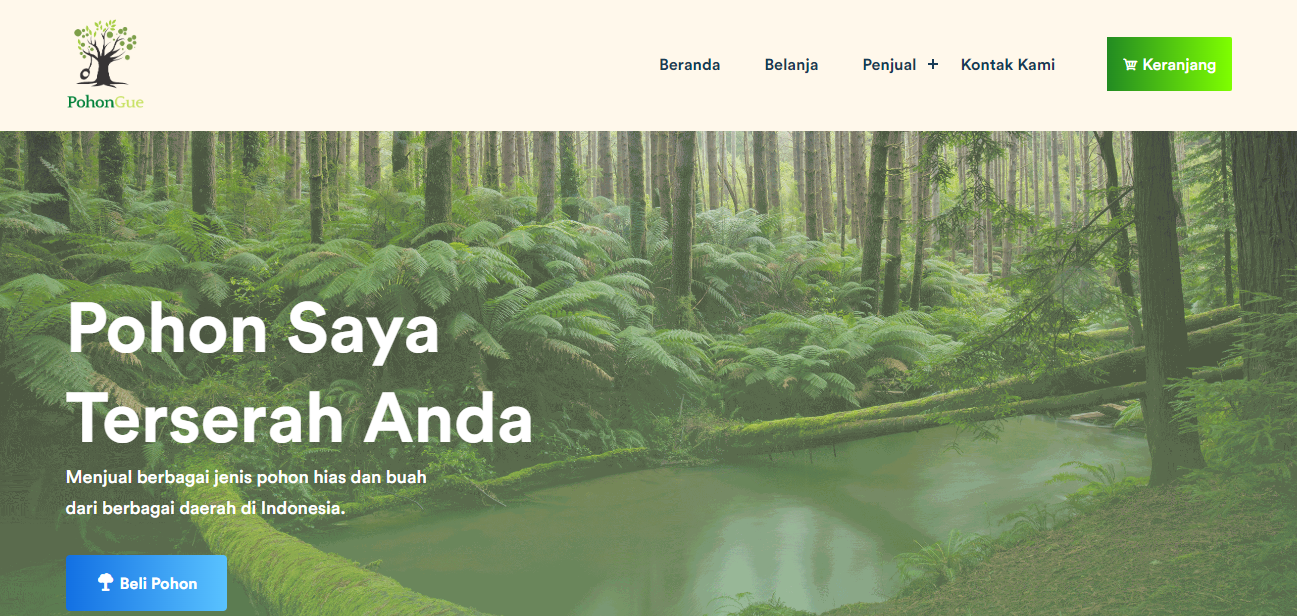 PohonGue
Beranda
Belanja
Penjual +
Kontak Kami
Keranjang
Pohon Saya
Terserah Anda
Menjual berbagai jenis pohon hias dan buah
dari berbagai daerah di Indonesia.
Beli Pohon